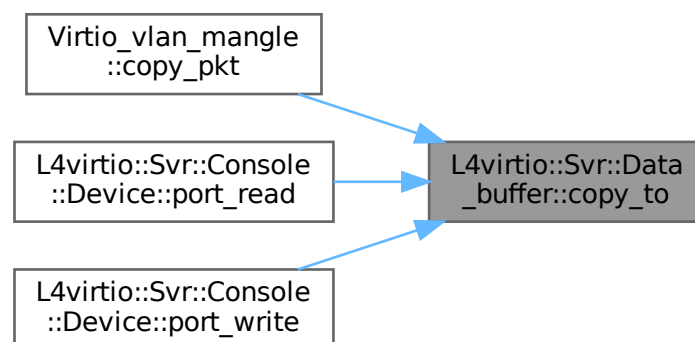 Virtio_vlan_mangle
::copy_pkt
L4virtio::Svr::Console
::Device::port_read
L4virtio::Svr::Data
_buffer::copy_to
L4virtio::Svr::Console
::Device::port_write